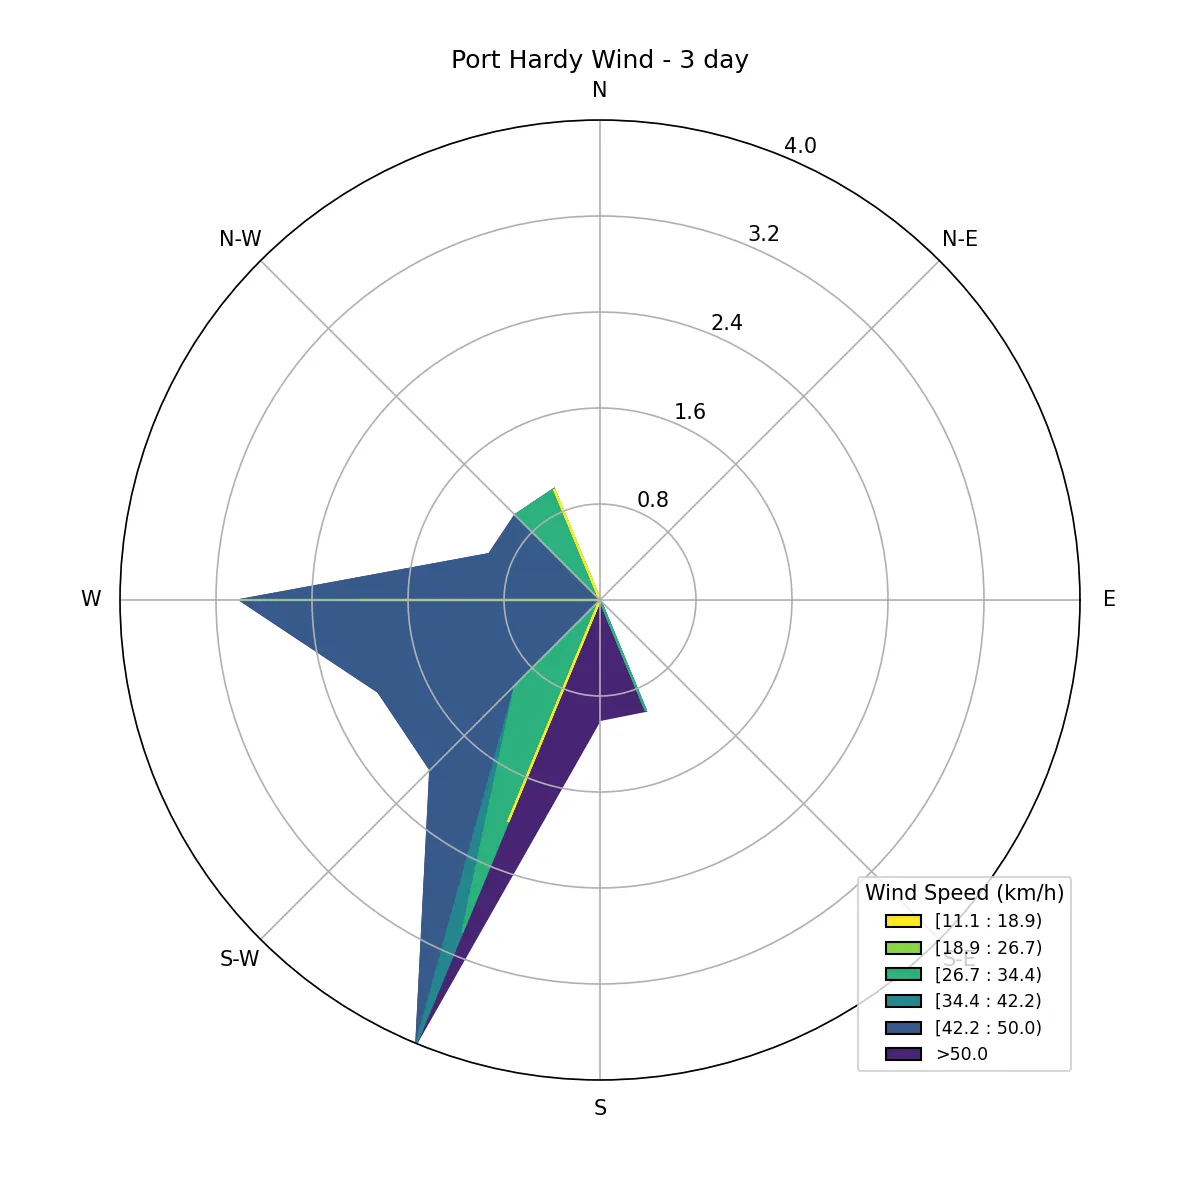 Port Hardy Wind - 3 day
N
4.0
N-W
3.2
N-E
2.4
1.6
0.8
W
E
Wind Speed (km/h)
[11.1 : 18.9)
[18.9 : 26.7)
S-W
S-E
[26.7 : 34.4)
[34.4 : 42.2)
[42.2 : 50.0)
>50.0
S